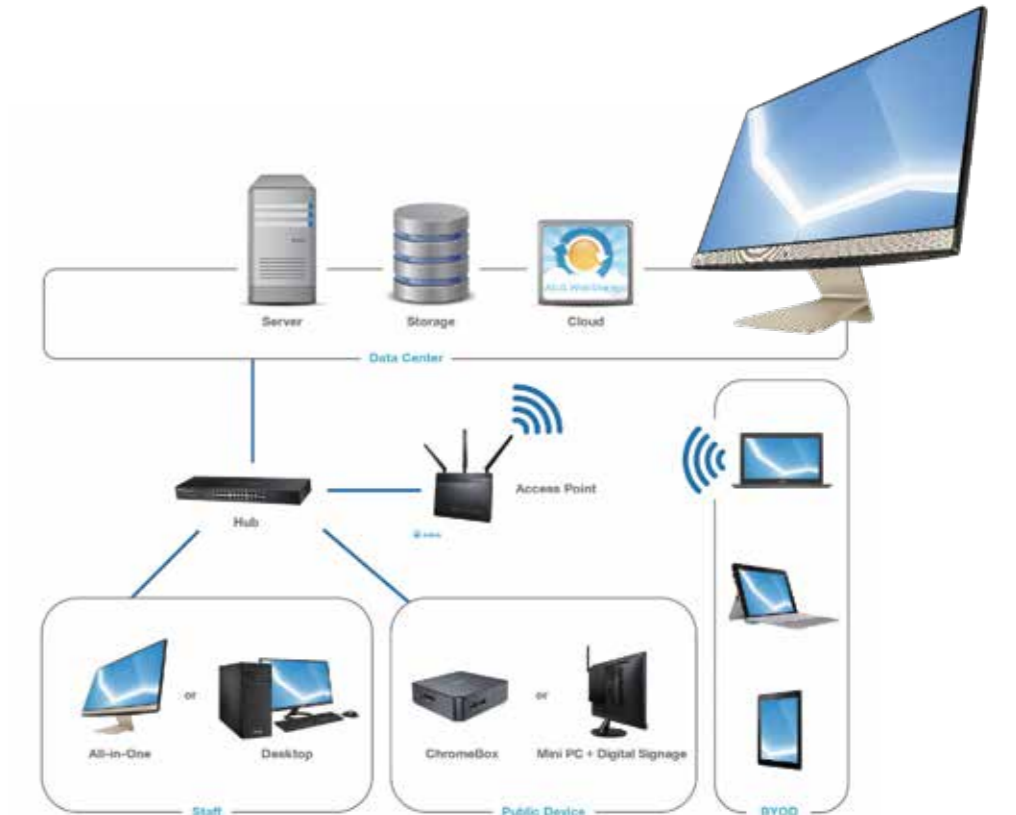 Server
Storage
Cloud
Data Center
Access Point
Hub
or
or
All-in-One
Desktop
ChromeBox
Mini PC + Digital Signage
Staff
Public Device
BYOD